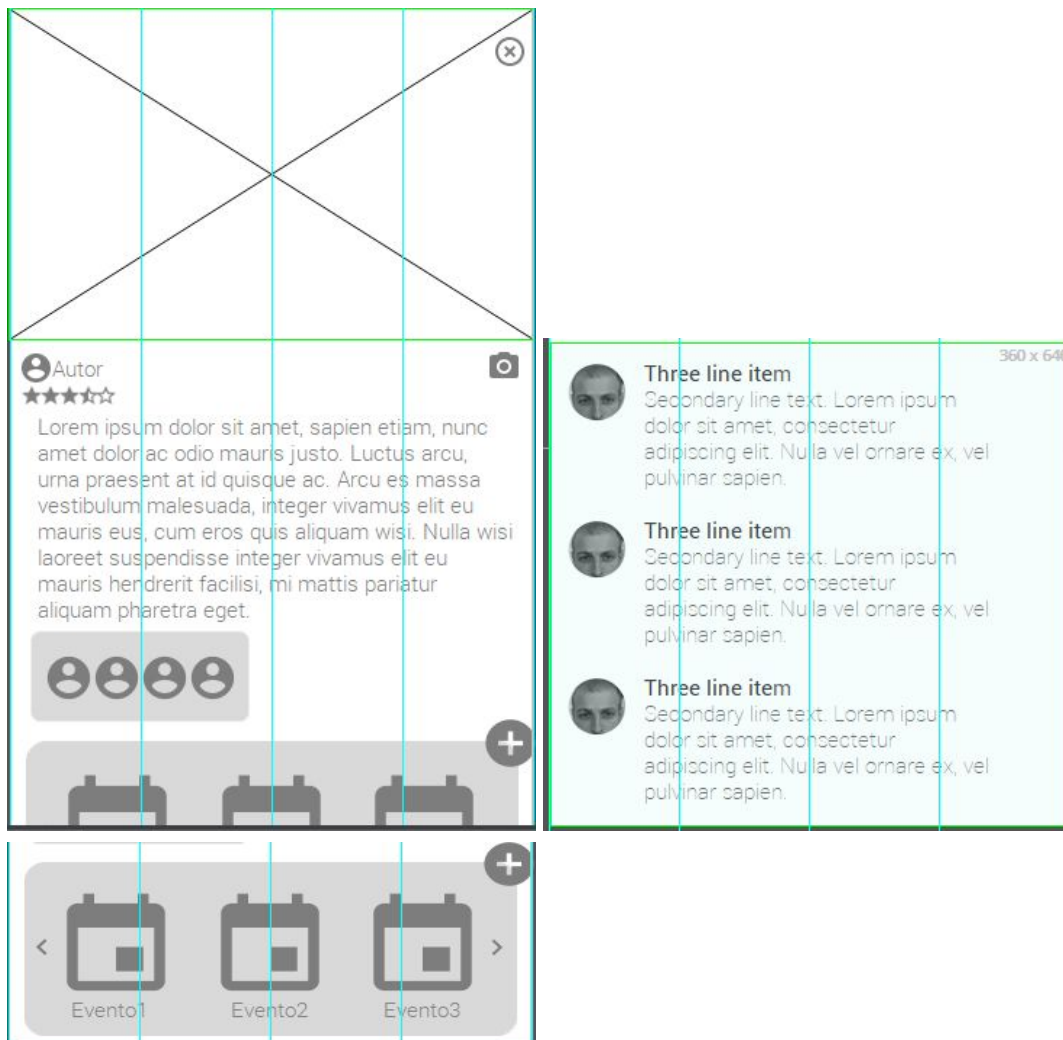 Autor
Lorem ipsum dolor sit amet, sapien etiam, nunc
amet dolor ac odio mauris justo. Luctus arcu,
urna praesent at id quisque ac. Arcu es massa
vestibulum malesuada, integer vivamus elit eu
mauris eus, cum eros quis aliquam wisi. Nulla wisi
laoreet suspendisse integer vivamus elit eu
mauris hendrerit facilisi, mi mattis pariatur
aliquam pharetra eget.
360 x 640
Three line item
Secondary line text: Lorem ipsum
dolor sit amet, consectetur
adipiscing elit. Nulla vel ornare ex, vel
pulvinar sapien.
Three line item
Secondary line text: Lorem ipsum
dolor sit amet, consectetur
adipiscing elit. Nulla vel ornare ex, vel
pulvinar sapien.
Three line item
Secondary line text: Lorem ipsum
dolor sit amet, consectetur
adipiscing elit. Nulla vel ornare ex, vel
pulvinar sapien.
Evento1 Evento2 Evento3